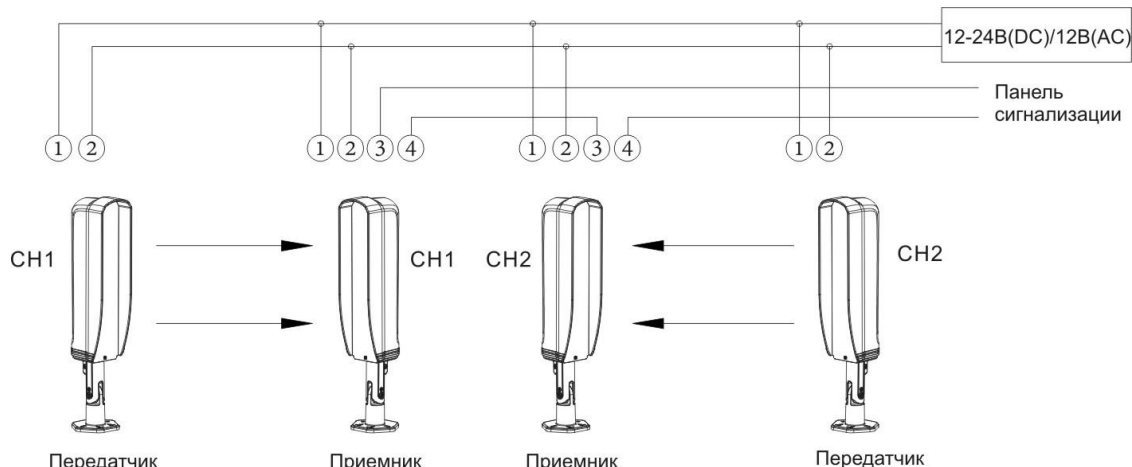 12-24В(DC)/12В(AC)
Панель
сигнализации
1 2 1 2 3 4 1 2 3 4 1 2
CH1 CH1 CH2 CH2
Передатчик Приемник Приемник Передатчик